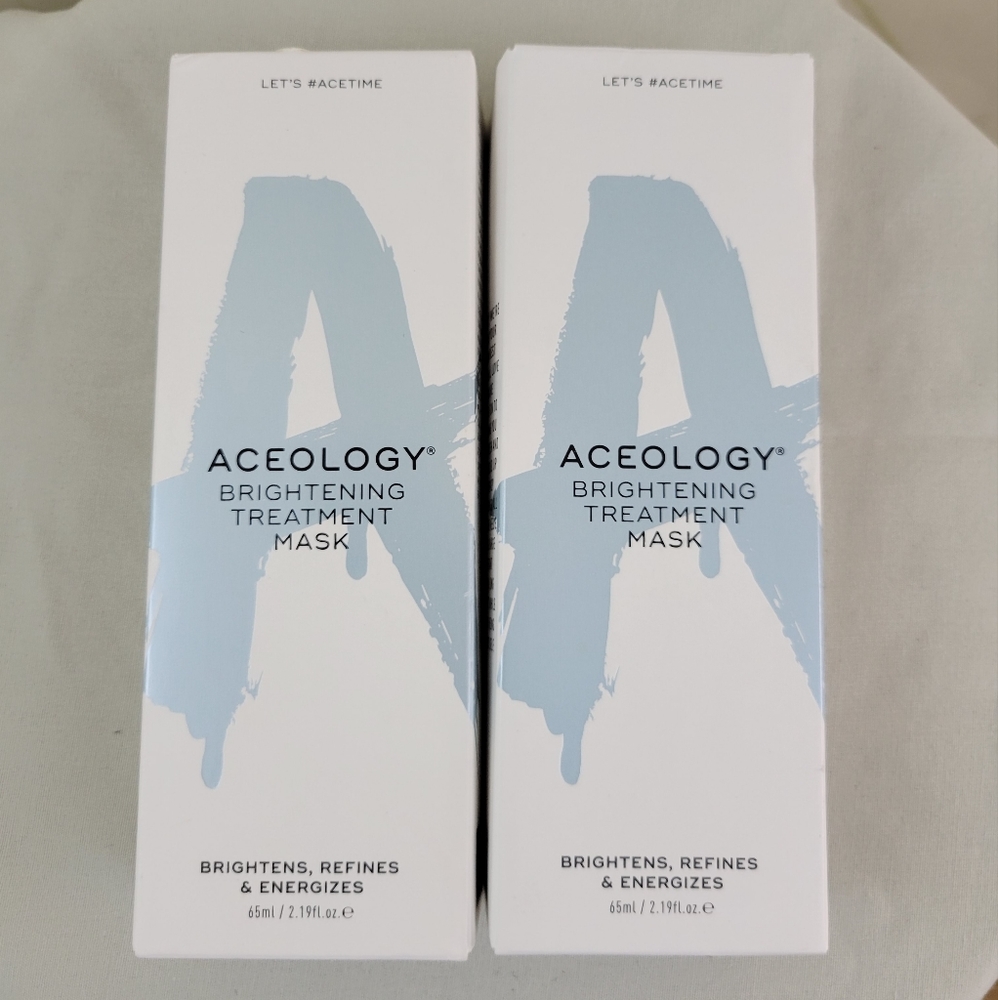 LET'S #ACETIME
ACEOLOGY®
BRIGHTENING
TREATMENT
MASK
BRIGHTENS, REFINES
& ENERGIZES
65ml / 2.19fl.oz.℮
LET'S #ACETIME
ACEOLOGY®
BRIGHTENING
TREATMENT
MASK
BRIGHTENS, REFINES
& ENERGIZES
65ml / 2.19fl.oz.℮